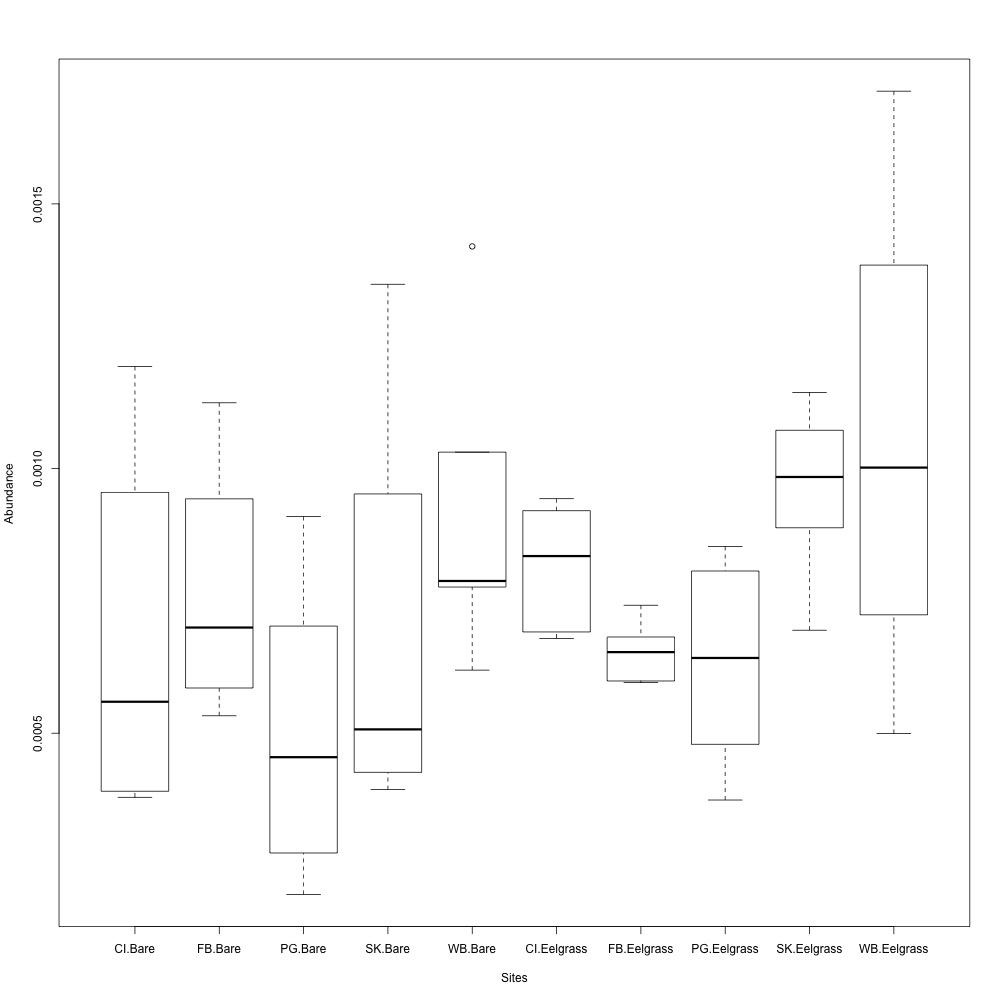 Abundance
0.0015
0.0010
0.0005
CI.Bare FB.Bare PG.Bare SK.Bare WB.Bare CI.Eelgrass FB.Eelgrass PG.Eelgrass SK.Eelgrass WB.Eelgrass
Sites